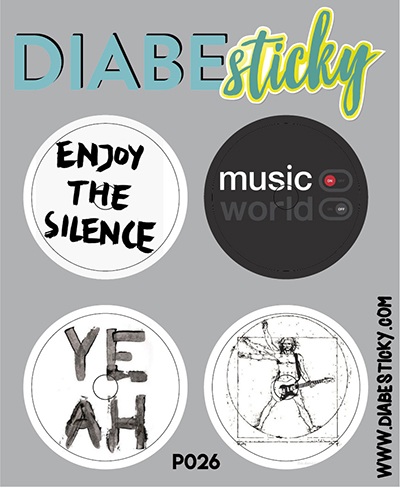 DIABEsticky
ENJOY
THE
SILENCE
music ON
world OFF
YE
AH
P026
WWW.DIABESTICKY.COM